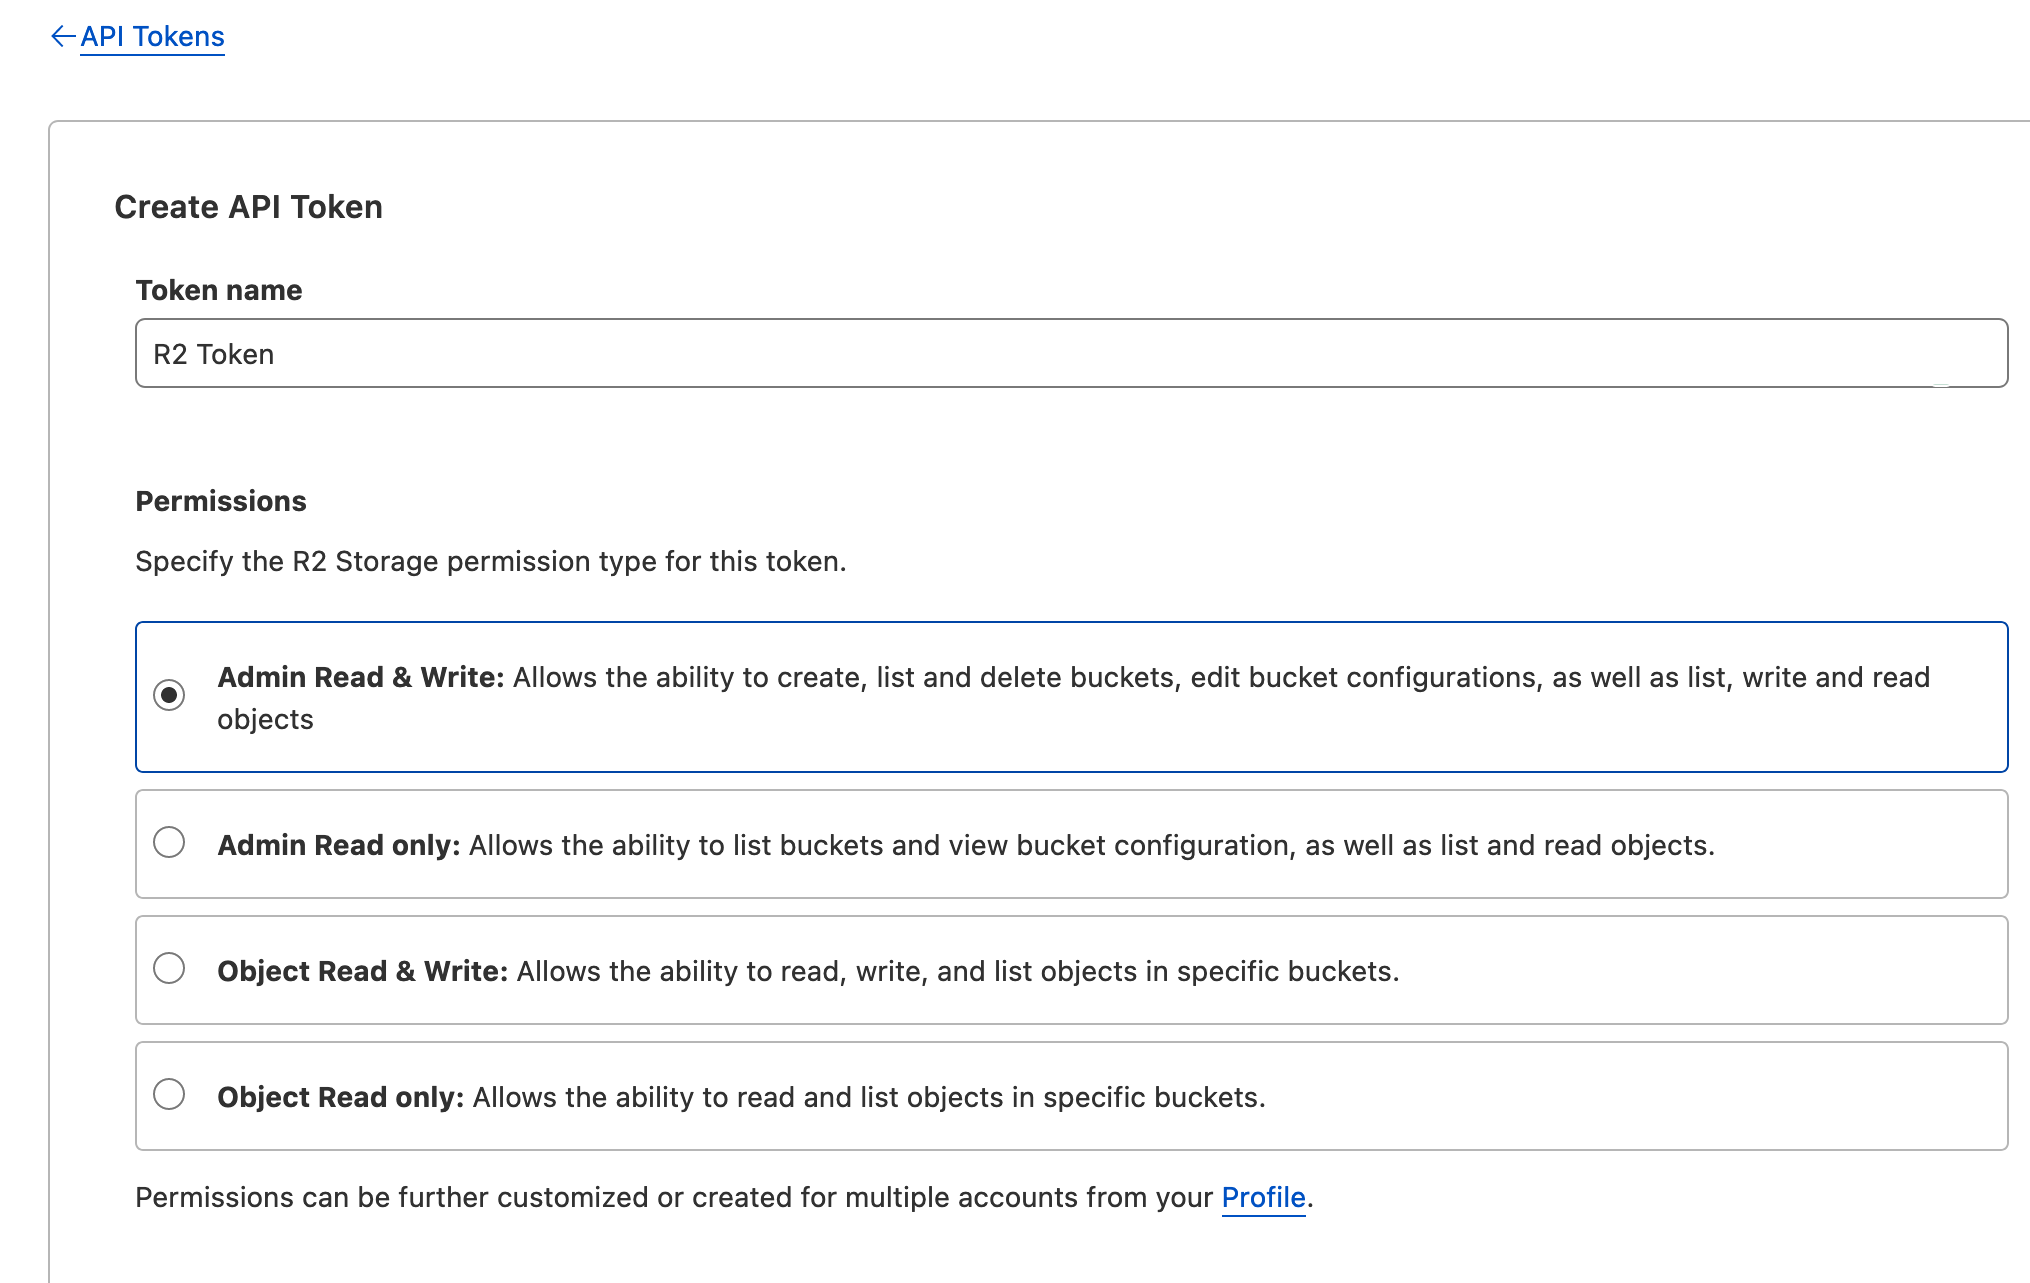 ←API Tokens
Create API Token
Token name
R2 Token
Permissions
Specify the R2 Storage permission type for this token.
Admin Read & Write: Allows the ability to create, list and delete buckets, edit bucket configurations, as well as list, write and read
objects
Admin Read only: Allows the ability to list buckets and view bucket configuration, as well as list and read objects.
Object Read & Write: Allows the ability to read, write, and list objects in specific buckets.
Object Read only: Allows the ability to read and list objects in specific buckets.
Permissions can be further customized or created for multiple accounts from your Profile.